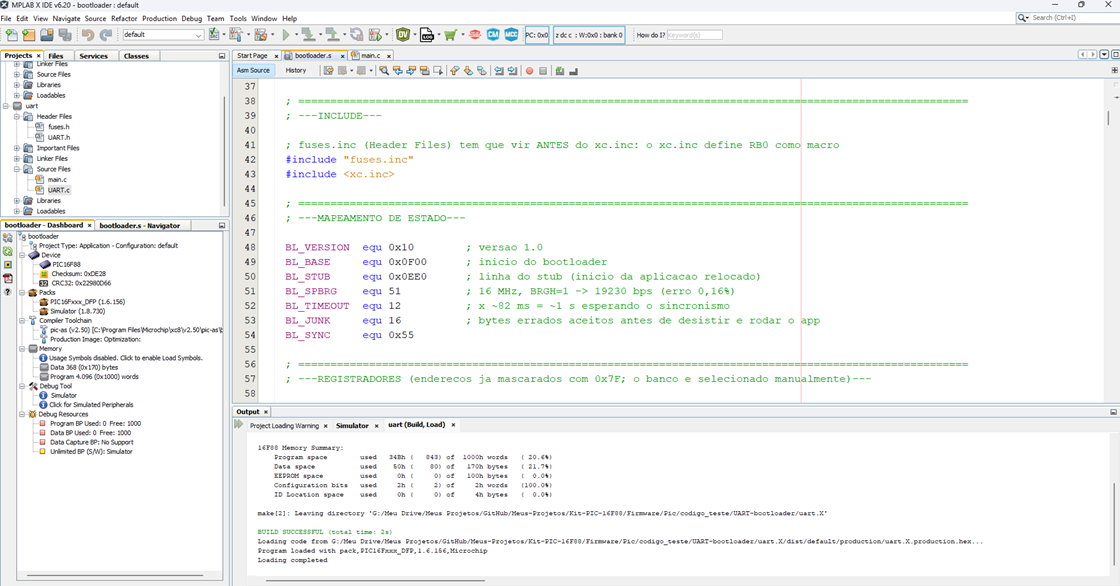 MPLAB X IDE v6.20 - bootloader : default
File Edit View Navigate Source Refactor Production Debug Team Tools Window Help
Search (Ctrl+I)
default
PC: 0x0
z dc c : W:0x0 : bank 0
How do I? Keyword(s)
Projects × Files Services Classes
Linker Files
Source Files
Libraries
Loadables
uart
Header Files
fuses.h
UART.h
Important Files
Linker Files
Source Files
main.c
UART.c
Libraries
Loadables
bootloader - Dashboard × bootloader.s - Navigator
bootloader
Project Type: Application - Configuration: default
Device
PIC16F88
Checksum: 0xDE28
CRC32: 0x22980D66
Packs
PIC16Fxxx_DFP (1.6.156)
Simulator (1.8.730)
Compiler Toolchain
pic-as (v2.50) [C:\Program Files\Microchip\xc8\v2.50\pic-as\b
Production Image: Optimization:
Memory
Usage Symbols disabled. Click to enable Load Symbols.
Data 368 (0x170) bytes
Program 4.096 (0x1000) words
Debug Tool
Simulator
Click for Simulated Peripherals
Debug Resources
Program BP Used: 0 Free: 1000
Data BP Used: 0 Free: 1000
Data Capture BP: No Support
Unlimited BP (S/W): Simulator
Start Page × bootloader.s × main.c ×
Asm Source History
37
38 ; ========================================================================================================
39 ; ---INCLUDE---
40
41 ; fuses.inc (Header Files) tem que vir ANTES do xc.inc: o xc.inc define RB0 como macro
42 #include "fuses.inc"
43 #include <xc.inc>
44
45 ; ========================================================================================================
46 ; ---MAPEAMENTO DE ESTADO---
47
48 BL_VERSION equ 0x10 ; versao 1.0
49 BL_BASE equ 0x0F00 ; inicio do bootloader
50 BL_STUB equ 0x0EE0 ; linha do stub (inicio da aplicacao relocado)
51 BL_SPBRG equ 51 ; 16 MHz, BRGH=1 -> 19230 bps (erro 0,16%)
52 BL_TIMEOUT equ 12 ; x ~82 ms = ~1 s esperando o sincronismo
53 BL_JUNK equ 16 ; bytes errados aceitos antes de desistir e rodar o app
54 BL_SYNC equ 0x55
55
56 ; ========================================================================================================
57 ; ---REGISTRADORES (enderecos ja mascarados com 0x7F; o banco e selecionado manualmente)---
58
Output ×
Project Loading Warning × Simulator × uart (Build, Load) ×
16F88 Memory Summary:
Program space used 34Bh ( 843) of 1000h words ( 20.6%)
Data space used 50h ( 80) of 170h bytes ( 21.7%)
EEPROM space used 0h ( 0) of 100h bytes ( 0.0%)
Configuration bits used 2h ( 2) of 2h words (100.0%)
ID Location space used 0h ( 0) of 4h bytes ( 0.0%)
make[2]: Leaving directory 'G:/Meu Drive/Meus Projetos/GitHub/Meus-Projetos/Kit-PIC-16F88/Firmware/Pic/codigo_teste/UART-bootloader/uart.X'
BUILD SUCCESSFUL (total time: 2s)
Loading code from G:/Meu Drive/Meus Projetos/GitHub/Meus-Projetos/Kit-PIC-16F88/Firmware/Pic/codigo_teste/UART-bootloader/uart.X/dist/default/production/uart.X.production.hex...
Program loaded with pack,PIC16Fxxx_DFP,1.6.156,Microchip
Loading completed